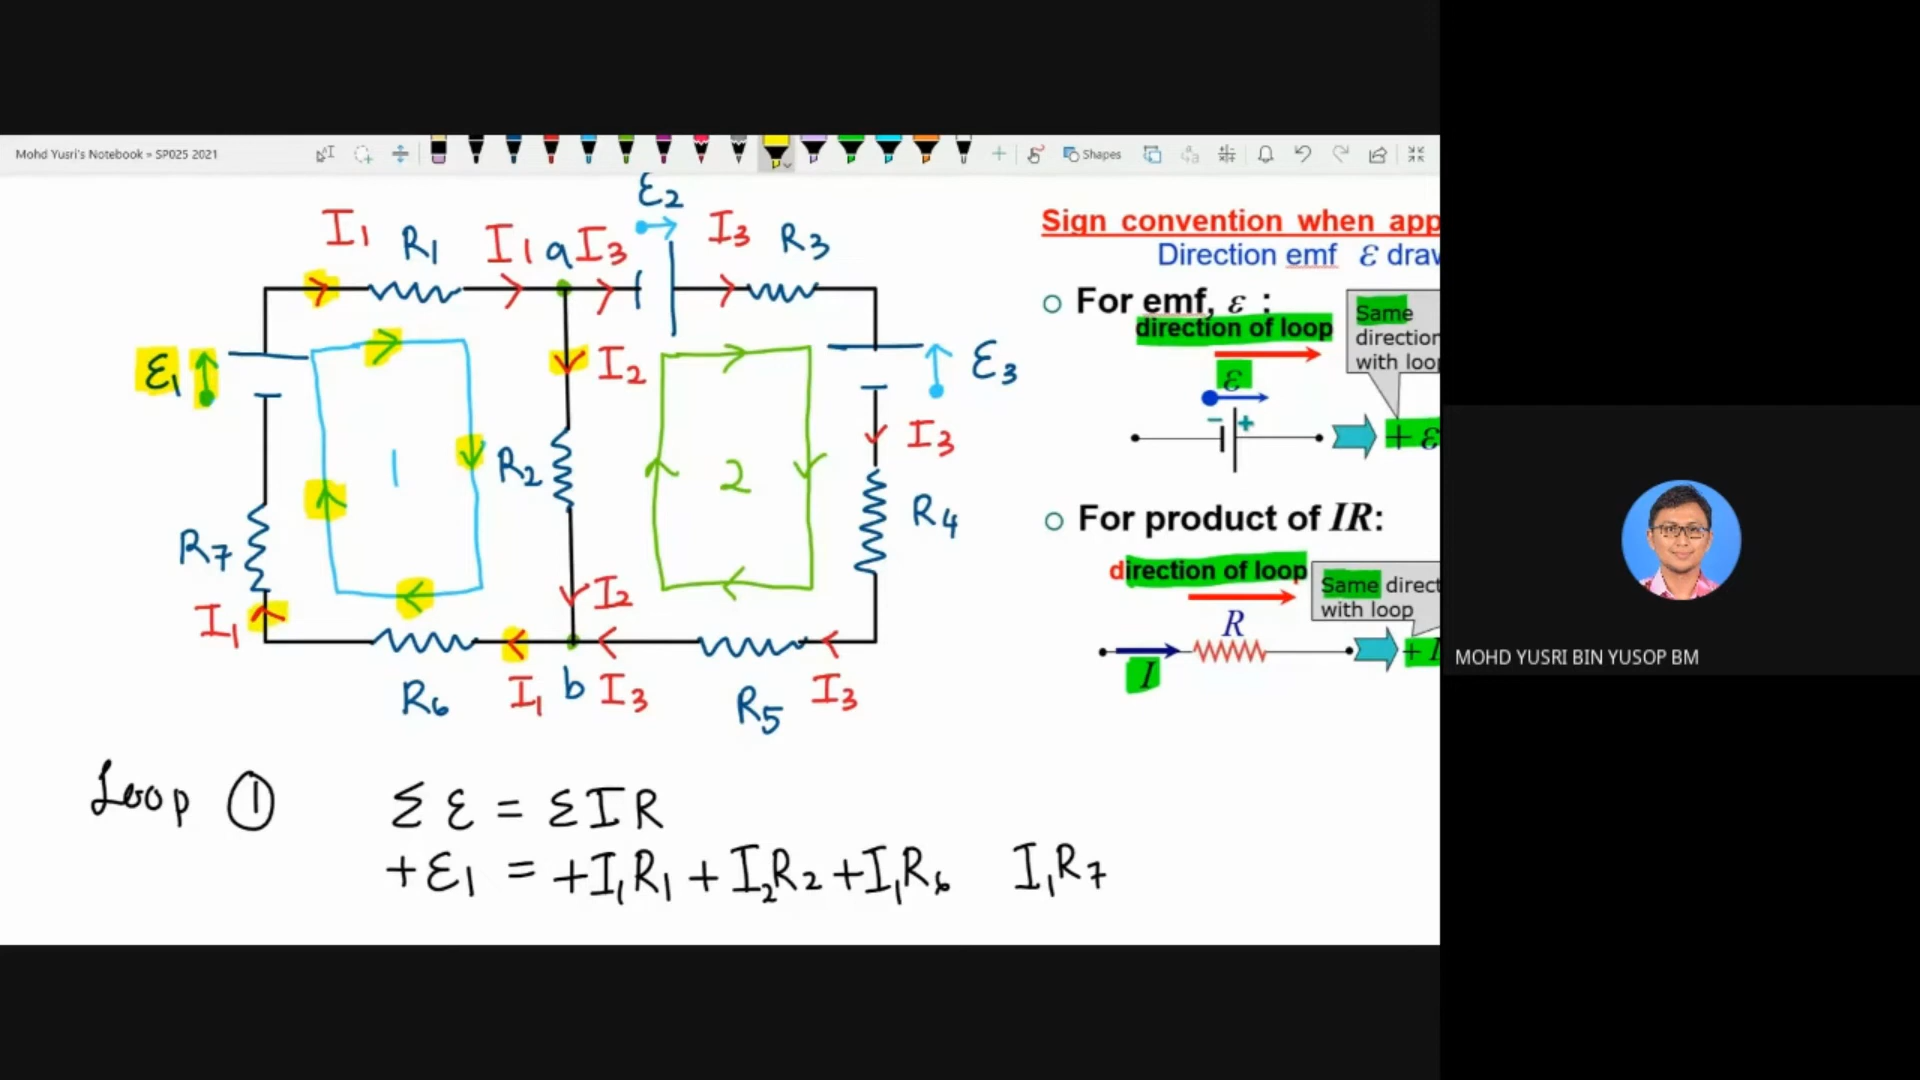 Mohd Yusri's Notebook » SP025 2021
Shapes
ε2
I1 R1 I1 a I3 I3 R3
ε1
I2
ε3
1
R2
2
I3
R4
R7
I1
I2
R6 I1 b I3 R5 I3
Sign convention when app
Direction emf ε draw
For emf, ε :
direction of loop
Same
direction
with loop
ε
− +
+ ε
For product of IR:
direction of loop
Same direct
with loop
R
I
+ I
Loop ①
Σ ε = Σ I R
+ε1 = +I1R1 + I2R2 + I1R6 I1R7
MOHD YUSRI BIN YUSOP BM